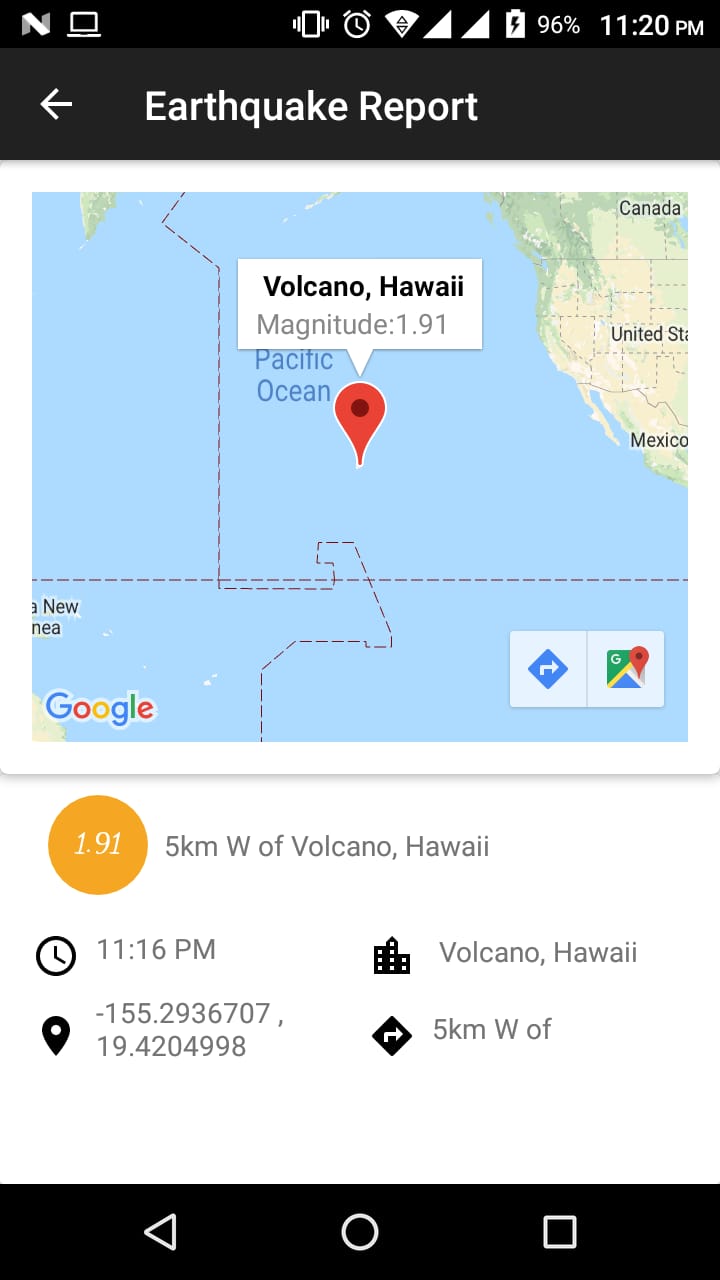 96% 11:20 PM
Earthquake Report
Canada
Volcano, Hawaii
Magnitude:1.91
United Sta
Pacific
Ocean
Mexico
a New
nea
G
Google
1.91 5km W of Volcano, Hawaii
11:16 PM Volcano, Hawaii
-155.2936707 ,
19.4204998
5km W of